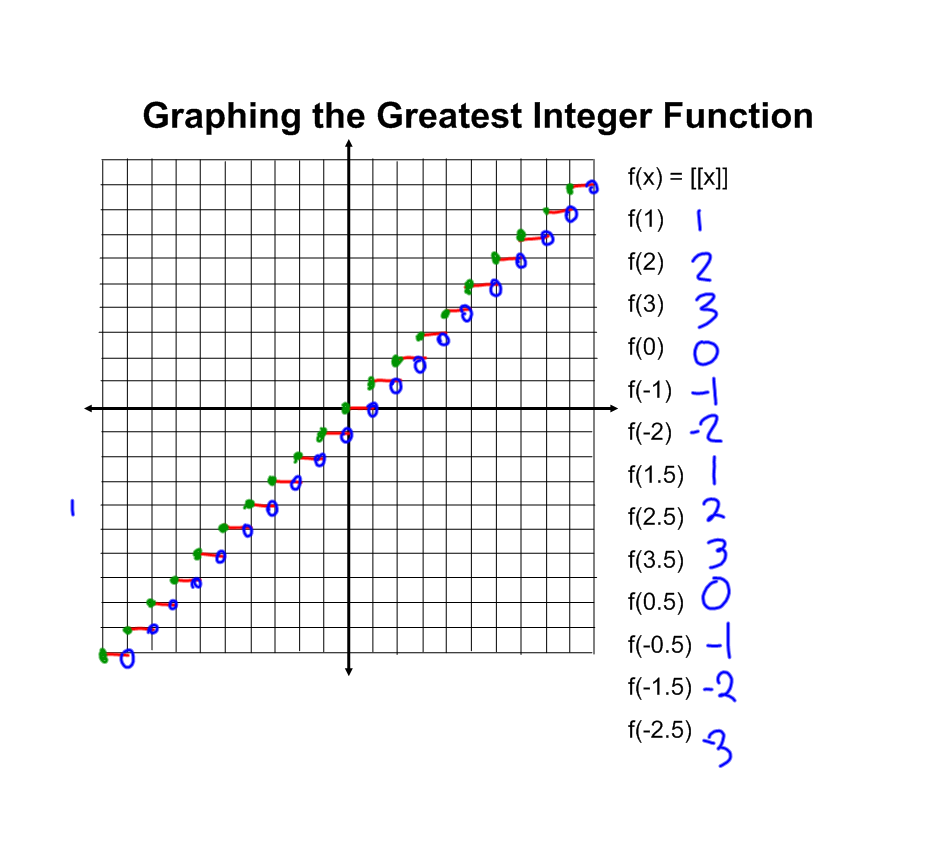 Graphing the Greatest Integer Function
f(x) = [[x]]
f(1) 1
f(2) 2
f(3) 3
f(0) 0
f(-1) -1
f(-2) -2
f(1.5) 1
1
f(2.5) 2
f(3.5) 3
f(0.5) 0
f(-0.5) -1
f(-1.5) -2
f(-2.5) -3